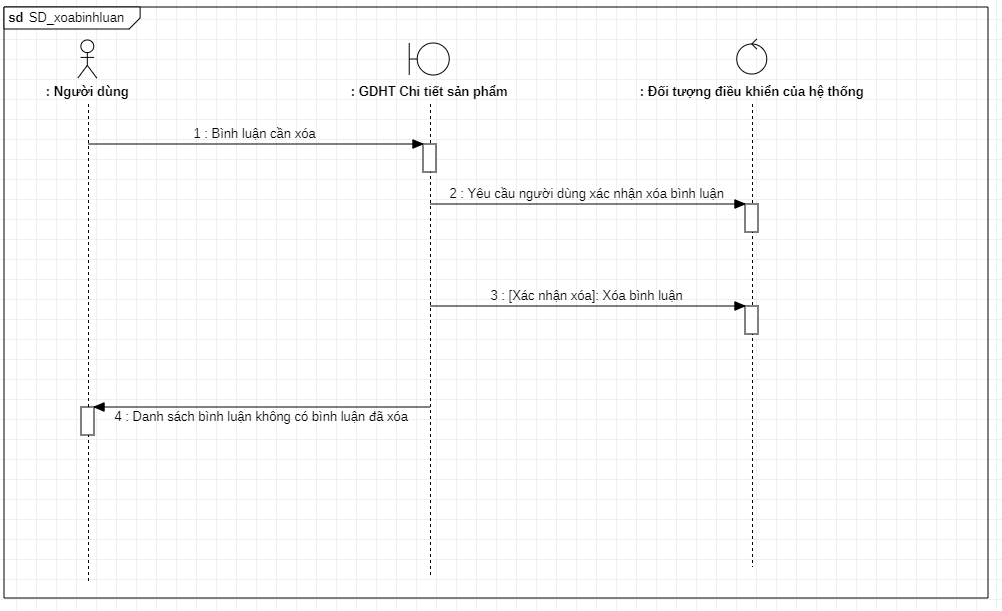 sd SD_xoabinhluan
: Người dùng
: GDHT Chi tiết sản phẩm
: Đối tượng điều khiển của hệ thống
1 : Bình luận cần xóa
2 : Yêu cầu người dùng xác nhận xóa bình luận
3 : [Xác nhận xóa]: Xóa bình luận
4 : Danh sách bình luận không có bình luận đã xóa